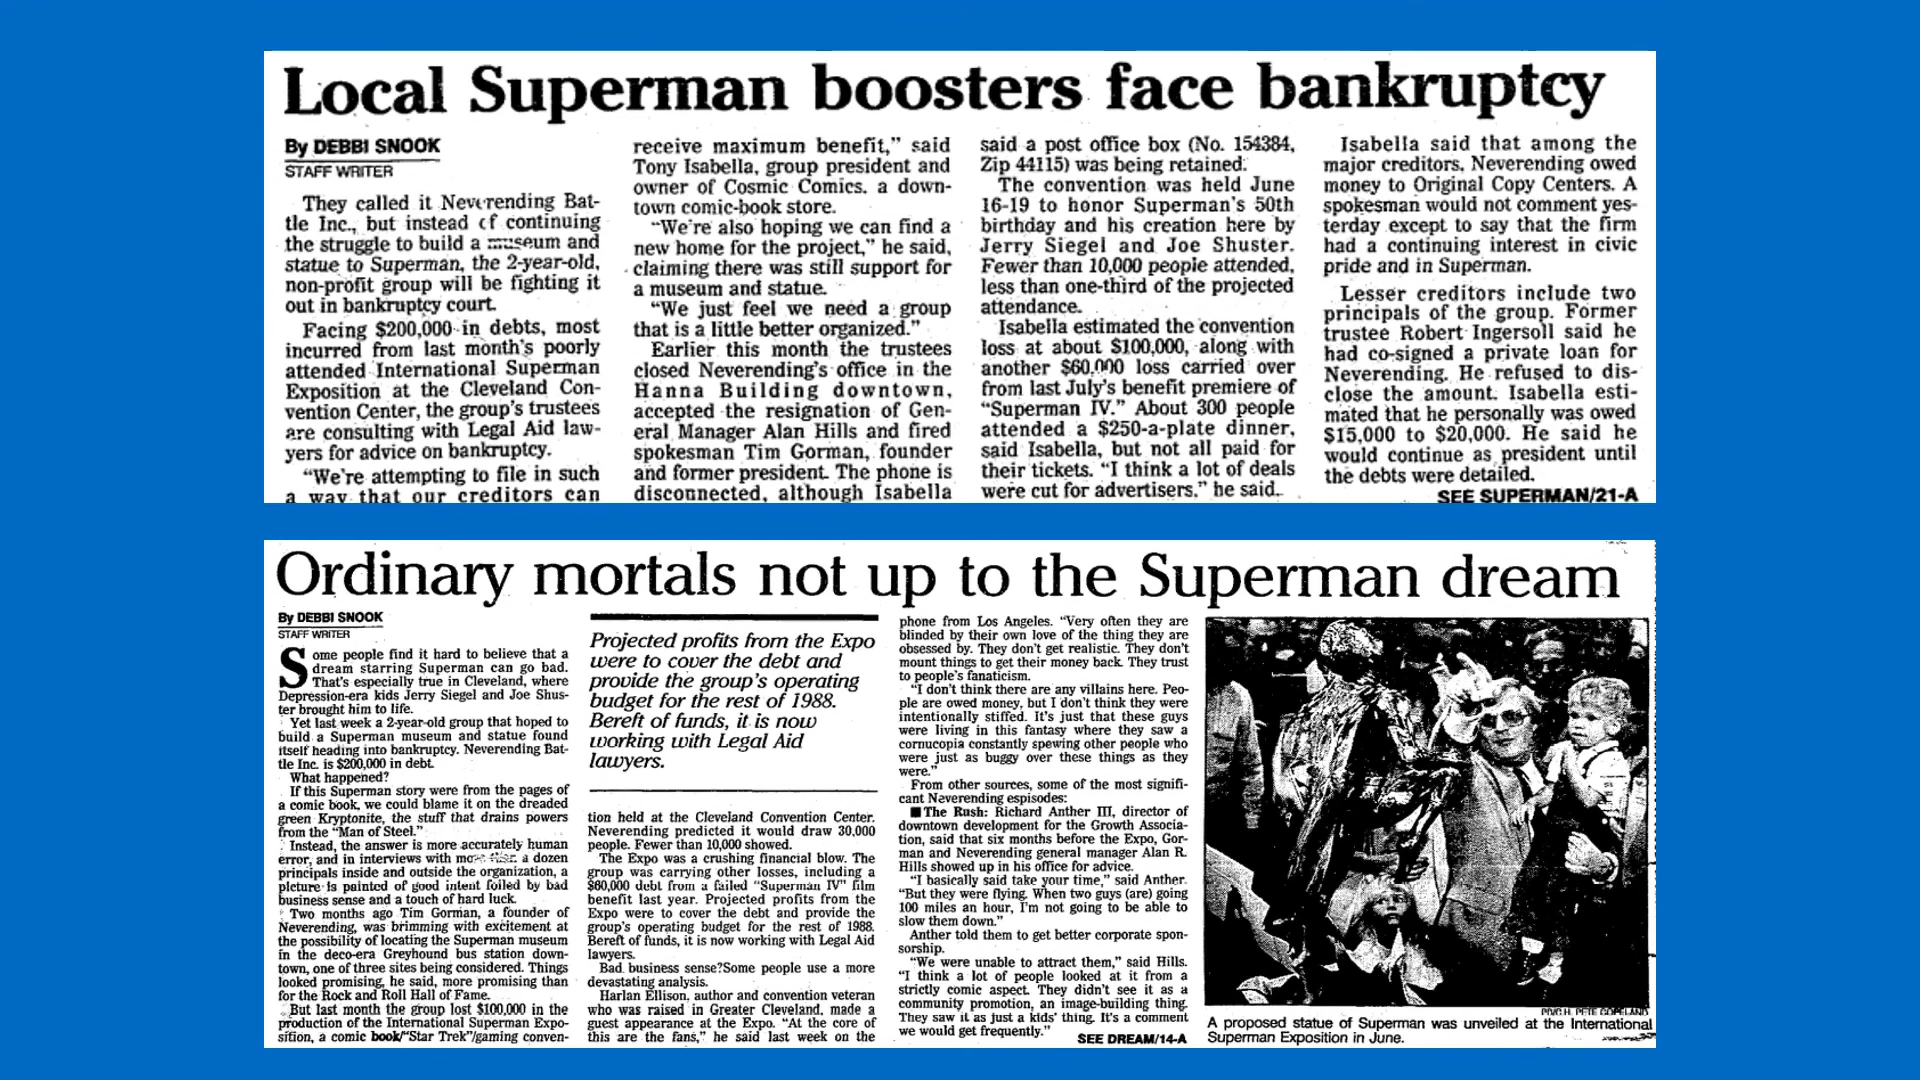 Local Superman boosters face bankruptcy
By DEBBI SNOOK
STAFF WRITER
They called it Neverending Bat-
tle Inc., but instead of continuing
the struggle to build a museum and
statue to Superman, the 2-year-old,
non-profit group will be fighting it
out in bankruptcy court.
Facing $200,000 in debts, most
incurred from last month's poorly
attended International Superman
Exposition at the Cleveland Con-
vention Center, the group's trustees
are consulting with Legal Aid law-
yers for advice on bankruptcy.
"We're attempting to file in such
a way that our creditors can
receive maximum benefit," said
Tony Isabella, group president and
owner of Cosmic Comics, a down-
town comic-book store.
"We're also hoping we can find a
new home for the project," he said,
claiming there was still support for
a museum and statue.
"We just feel we need a group
that is a little better organized."
Earlier this month the trustees
closed Neverending's office in the
Hanna Building downtown,
accepted the resignation of Gen-
eral Manager Alan Hills and fired
spokesman Tim Gorman, founder
and former president. The phone is
disconnected, although Isabella
said a post office box (No. 154384,
Zip 44115) was being retained.
The convention was held June
16-19 to honor Superman's 50th
birthday and his creation here by
Jerry Siegel and Joe Shuster.
Fewer than 10,000 people attended,
less than one-third of the projected
attendance.
Isabella estimated the convention
loss at about $100,000, along with
another $60,000 loss carried over
from last July's benefit premiere of
"Superman IV." About 300 people
attended a $250-a-plate dinner,
said Isabella, but not all paid for
their tickets. "I think a lot of deals
were cut for advertisers," he said.
Isabella said that among the
major creditors, Neverending owed
money to Original Copy Centers. A
spokesman would not comment yes-
terday except to say that the firm
had a continuing interest in civic
pride and in Superman.
Lesser creditors include two
principals of the group. Former
trustee Robert Ingersoll said he
had co-signed a private loan for
Neverending. He refused to dis-
close the amount. Isabella esti-
mated that he personally was owed
$15,000 to $20,000. He said he
would continue as president until
the debts were detailed.
SEE SUPERMAN/21-A
Ordinary mortals not up to the Superman dream
By DEBBI SNOOK
STAFF WRITER
Some people find it hard to believe that a
dream starring Superman can go bad.
That's especially true in Cleveland, where
Depression-era kids Jerry Siegel and Joe Shus-
ter brought him to life.
Yet last week a 2-year-old group that hoped to
build a Superman museum and statue found
itself heading into bankruptcy. Neverending Bat-
tle Inc. is $200,000 in debt.
What happened?
If this Superman story were from the pages of
a comic book, we could blame it on the dreaded
green Kryptonite, the stuff that drains powers
from the "Man of Steel."
Instead, the answer is more accurately human
error, and in interviews with more than a dozen
principals inside and outside the organization, a
picture is painted of good intent foiled by bad
business sense and a touch of hard luck.
Two months ago Tim Gorman, a founder of
Neverending, was brimming with excitement at
the possibility of locating the Superman museum
in the deco-era Greyhound bus station down-
town, one of three sites being considered. Things
looked promising, he said, more promising than
for the Rock and Roll Hall of Fame.
But last month the group lost $100,000 in the
production of the International Superman Expo-
sition, a comic book/"Star Trek"/gaming conven-
Projected profits from the Expo
were to cover the debt and
provide the group's operating
budget for the rest of 1988.
Bereft of funds, it is now
working with Legal Aid
lawyers.
tion held at the Cleveland Convention Center.
Neverending predicted it would draw 30,000
people. Fewer than 10,000 showed.
The Expo was a crushing financial blow. The
group was carrying other losses, including a
$60,000 debt from a failed "Superman IV" film
benefit last year. Projected profits from the
Expo were to cover the debt and provide the
group's operating budget for the rest of 1988.
Bereft of funds, it is now working with Legal Aid
lawyers.
Bad business sense?Some people use a more
devastating analysis.
Harlan Ellison, author and convention veteran
who was raised in Greater Cleveland, made a
guest appearance at the Expo. "At the core of
this are the fans," he said last week on the
phone from Los Angeles. "Very often they are
blinded by their own love of the thing they are
obsessed by. They don't get realistic. They don't
mount things to get their money back. They trust
to people's fanaticism.
"I don't think there are any villains here. Peo-
ple are owed money, but I don't think they were
intentionally stiffed. It's just that these guys
were living in this fantasy where they saw a
cornucopia constantly spewing other people who
were just as buggy over these things as they
were."
From other sources, some of the most signifi-
cant Neverending espisodes:
■ The Rush: Richard Anther III, director of
downtown development for the Growth Associa-
tion, said that six months before the Expo, Gor-
man and Neverending general manager Alan R.
Hills showed up in his office for advice.
"I basically said take your time," said Anther.
"But they were flying. When two guys (are) going
100 miles an hour, I'm not going to be able to
slow them down."
Anther told them to get better corporate spon-
sorship.
"We were unable to attract them," said Hills.
"I think a lot of people looked at it from a
strictly comic aspect. They didn't see it as a
community promotion, an image-building thing.
They saw it as just a kids' thing. It's a comment
we would get frequently."
SEE DREAM/14-A
PD/C.H. PETE COPELAND
A proposed statue of Superman was unveiled at the International
Superman Exposition in June.